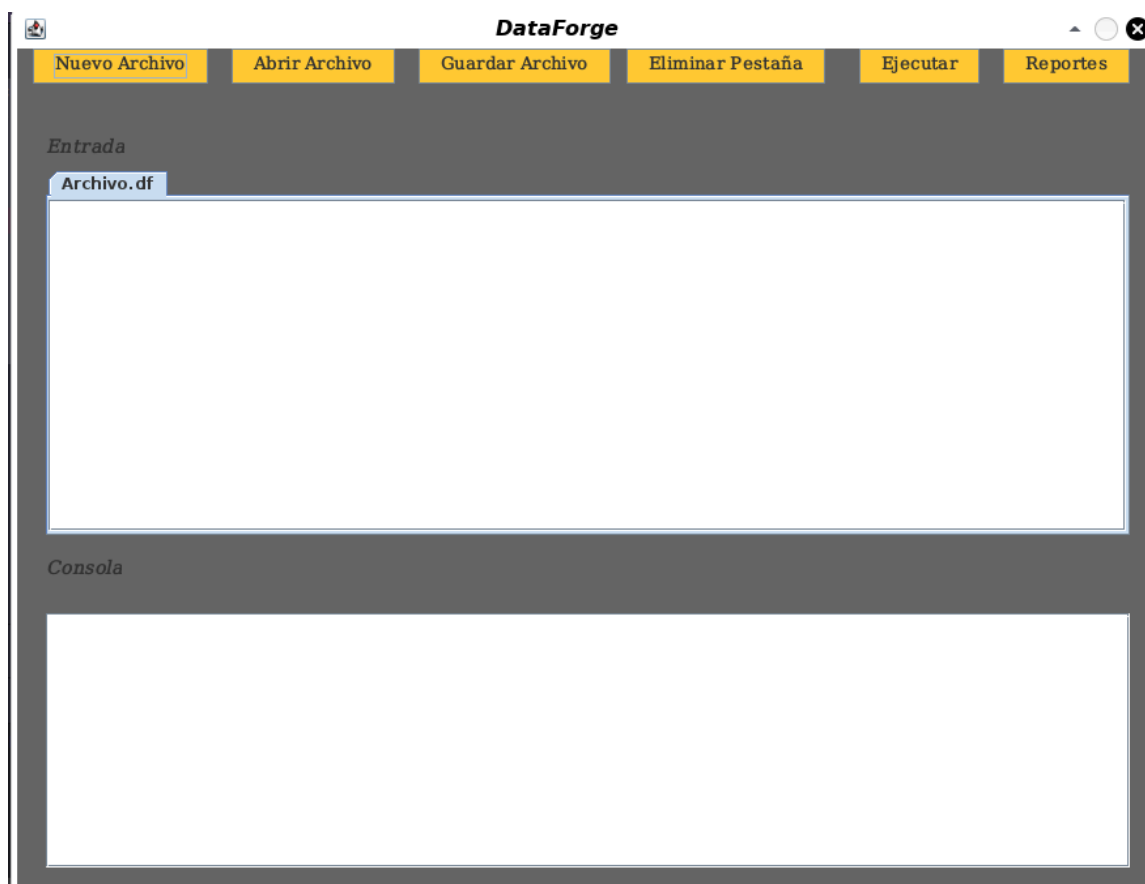 DataForge
Nuevo Archivo Abrir Archivo Guardar Archivo Eliminar Pestaña Ejecutar Reportes
Entrada
Archivo.df
Consola